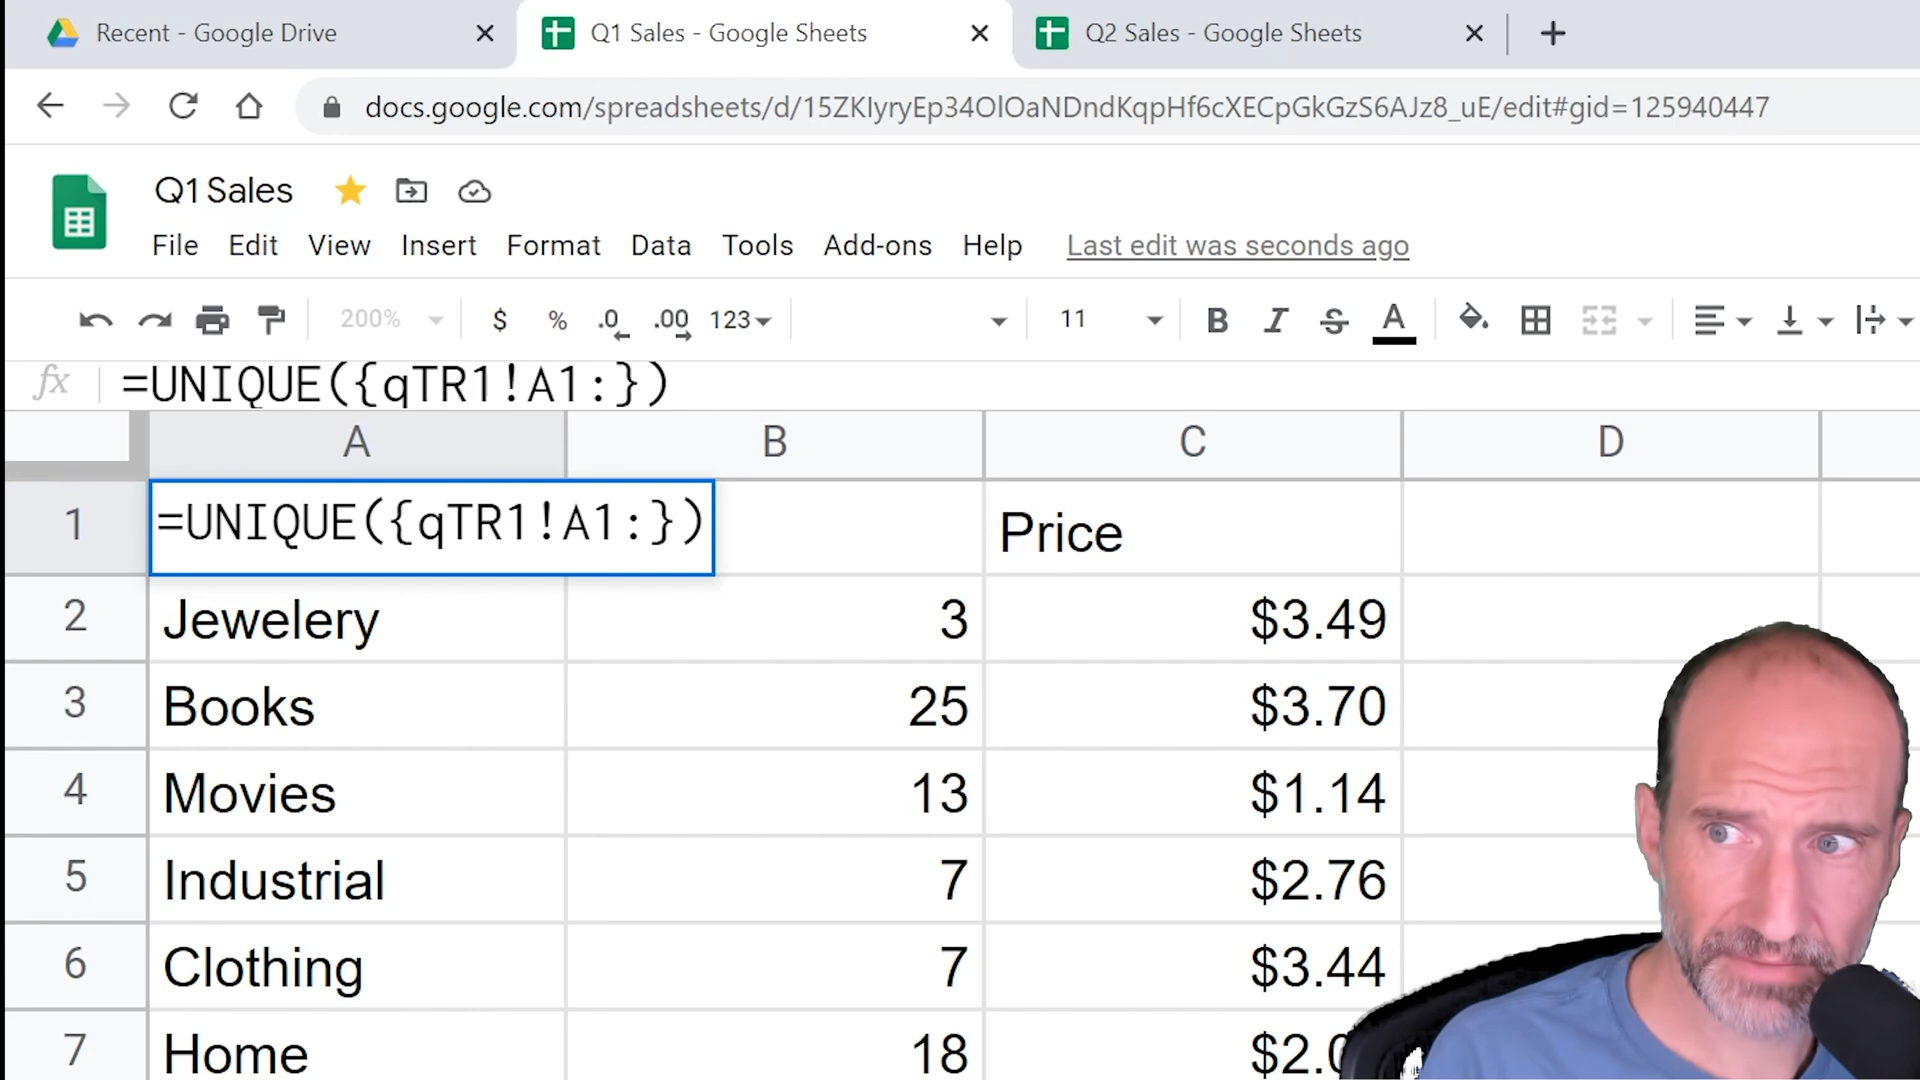 Recent - Google Drive
Q1 Sales - Google Sheets
Q2 Sales - Google Sheets
docs.google.com/spreadsheets/d/15ZKIyryEp34OlOaNDndKqpHf6cXECpGkGzS6AJz8_uE/edit#gid=125940447
Q1 Sales
File Edit View Insert Format Data Tools Add-ons Help Last edit was seconds ago
200% $ % .0 .00 123 11 B I S A
fx =UNIQUE({qTR1!A1:})
A B C D
1 =UNIQUE({qTR1!A1:}) Price
2 Jewelery 3 $3.49
3 Books 25 $3.70
4 Movies 13 $1.14
5 Industrial 7 $2.76
6 Clothing 7 $3.44
7 Home 18